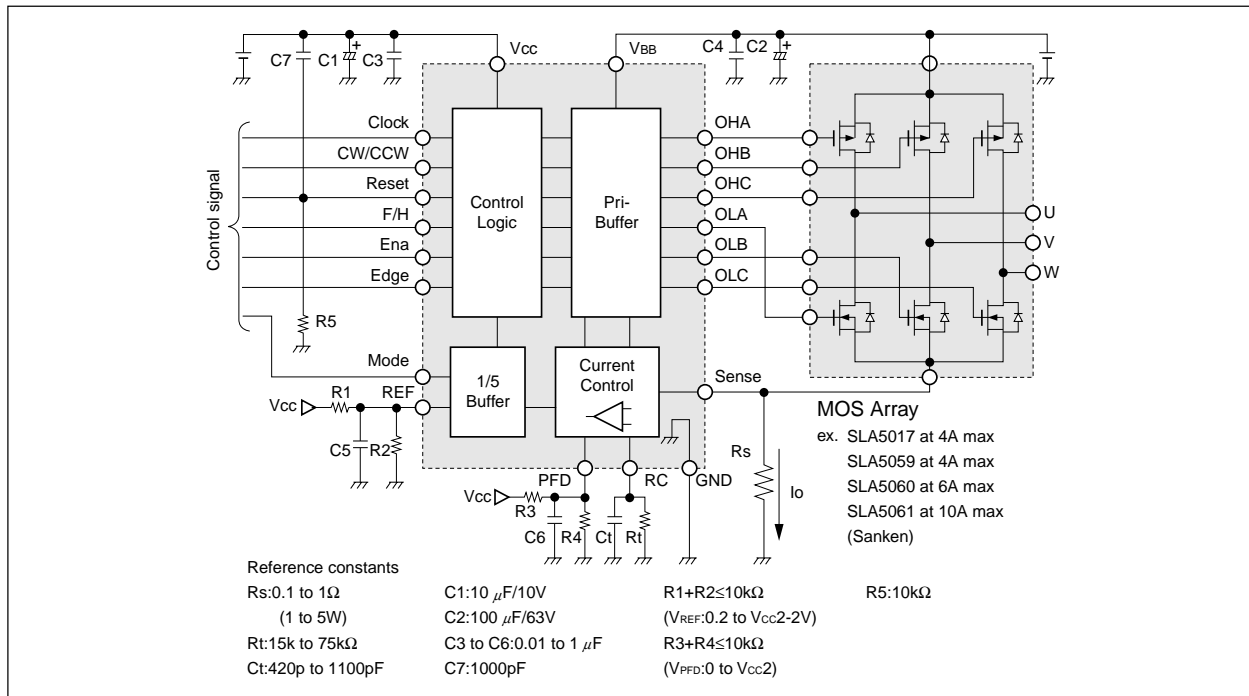 C7
C1
+
C3
Vcc
VBB
C4
C2
+
Control signal
Clock
CW/CCW
Reset
F/H
Ena
Edge
Mode
R5
Control
Logic
Pri-
Buffer
OHA
OHB
OHC
OLA
OLB
OLC
U
V
W
Vcc
R1
REF
C5
R2
1/5
Buffer
Current
Control
Sense
PFD
RC
GND
Vcc
R3
C6
R4
Ct
Rt
Rs
Io
MOS Array
ex. SLA5017 at 4A max
SLA5059 at 4A max
SLA5060 at 6A max
SLA5061 at 10A max
(Sanken)
Reference constants
Rs:0.1 to 1Ω
(1 to 5W)
Rt:15k to 75kΩ
Ct:420p to 1100pF
C1:10 µF/10V
C2:100 µF/63V
C3 to C6:0.01 to 1 µF
C7:1000pF
R1+R2≤10kΩ
(VREF:0.2 to VCC2-2V)
R3+R4≤10kΩ
(VPFD:0 to VCC2)
R5:10kΩ